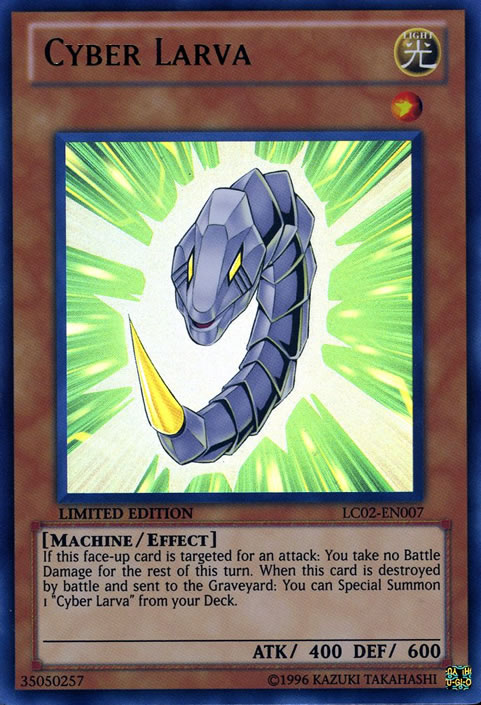 CYBER LARVA
LIGHT
光
LIMITED EDITION
LC02-EN007
[MACHINE/EFFECT]
If this face-up card is targeted for an attack: You take no Battle
Damage for the rest of this turn. When this card is destroyed
by battle and sent to the Graveyard: You can Special Summon
1 "Cyber Larva" from your Deck.
ATK/ 400 DEF/ 600
35050257
©1996 KAZUKI TAKAHASHI